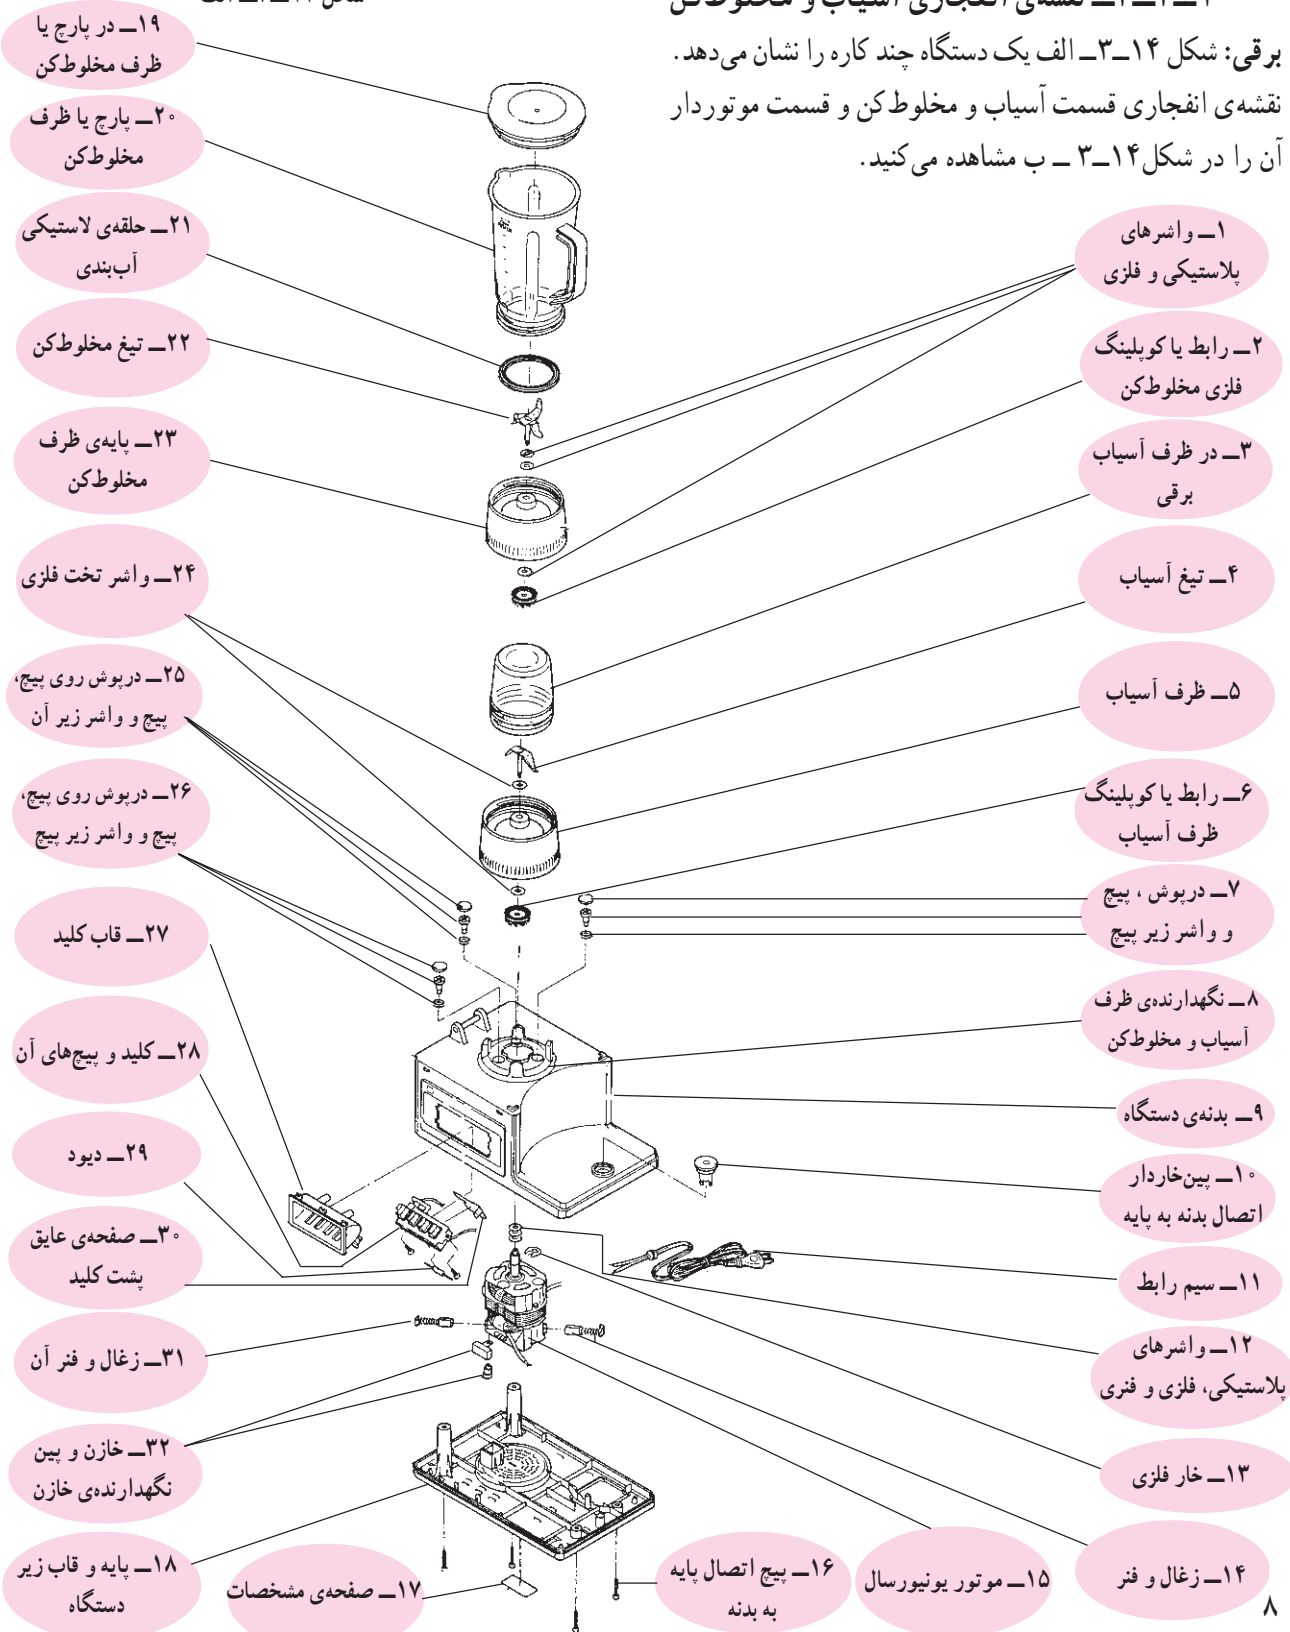 برقی: شکل ۱۴ــ۳ــ الف یک دستگاه چند کاره را نشان می‌دهد.
نقشه‌ی انفجاری قسمت آسیاب و مخلوط‌کن و قسمت موتوردار
آن را در شکل۱۴ــ۳ ــ ب مشاهده می‌کنید.
۱ــ واشرهای
پلاستیکی و فلزی
۲ــ رابط یا کوپلینگ
فلزی مخلوط‌کن
۳ــ در ظرف آسیاب
برقی
۴ــ تیغ آسیاب
۵ــ ظرف آسیاب
۶ــ رابط یا کوپلینگ
ظرف آسیاب
۷ــ درپوش ، پیچ
و واشر زیر پیچ
۸ــ نگهدارنده‌ی ظرف
آسیاب و مخلوط‌کن
۹ــ بدنه‌ی دستگاه
۱۰ــ پین‌خاردار
اتصال بدنه به پایه
۱۱ــ سیم رابط
۱۲ــ واشرهای
پلاستیکی، فلزی و فنری
۱۳ــ خار فلزی
۱۴ــ زغال و فنر
۱۵ــ موتور یونیورسال
۱۶ــ پیچ اتصال پایه
به بدنه
۱۷ــ صفحه‌ی مشخصات
۱۸ــ پایه و قاب زیر
دستگاه
۱۹ــ در پارچ یا
ظرف مخلوط‌کن
۲۰ــ پارچ یا ظرف
مخلوط‌کن
۲۱ــ حلقه‌ی لاستیکی
آب‌بندی
۲۲ــ تیغ مخلوط‌کن
۲۳ــ پایه‌ی ظرف
مخلوط‌کن
۲۴ــ واشر تخت فلزی
۲۵ــ درپوش روی پیچ،
پیچ و واشر زیر آن
۲۶ــ درپوش روی پیچ،
پیچ و واشر زیر پیچ
۲۷ــ قاب کلید
۲۸ــ کلید و پیچ‌های آن
۲۹ــ دیود
۳۰ــ صفحه‌ی عایق
پشت کلید
۳۱ــ زغال و فنر آن
۳۲ــ خازن و پین
نگهدارنده‌ی خازن
۸